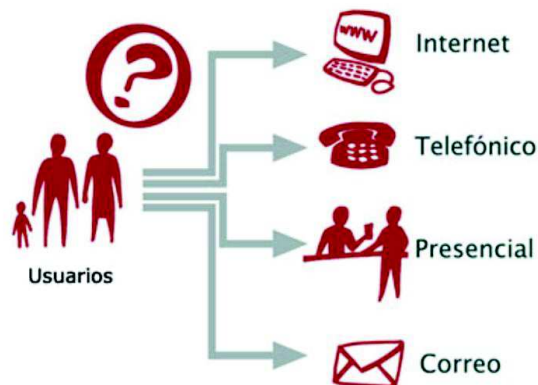 www
Internet
Telefónico
Presencial
Usuarios
Correo